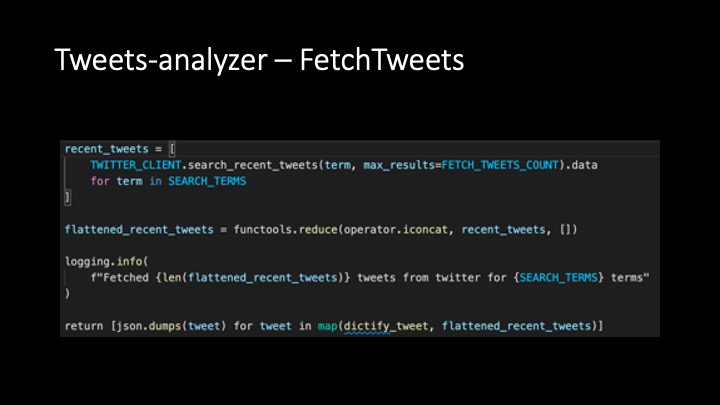 Tweets-analyzer – FetchTweets
recent_tweets = [
TWITTER_CLIENT.search_recent_tweets(term, max_results=FETCH_TWEETS_COUNT).data
for term in SEARCH_TERMS
]
flattened_recent_tweets = functools.reduce(operator.iconcat, recent_tweets, [])
logging.info(
f"Fetched {len(flattened_recent_tweets)} tweets from twitter for {SEARCH_TERMS} terms"
)
return [json.dumps(tweet) for tweet in map(dictify_tweet, flattened_recent_tweets)]